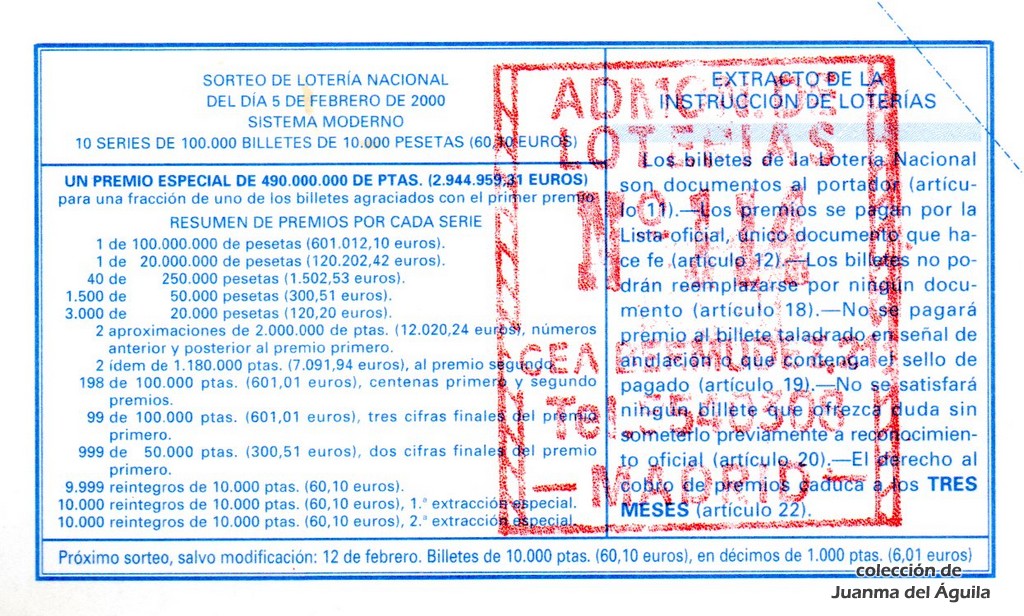 SORTEO DE LOTERÍA NACIONAL
DEL DÍA 5 DE FEBRERO DE 2000
SISTEMA MODERNO
10 SERIES DE 100.000 BILLETES DE 10.000 PESETAS (60,10 EUROS)
UN PREMIO ESPECIAL DE 490.000.000 DE PTAS. (2.944.959,31 EUROS)
para una fracción de uno de los billetes agraciados con el primer premio
RESUMEN DE PREMIOS POR CADA SERIE
1 de 100.000.000 de pesetas (601.012,10 euros).
1 de 20.000.000 de pesetas (120.202,42 euros).
40 de 250.000 pesetas (1.502,53 euros).
1.500 de 50.000 pesetas (300,51 euros).
3.000 de 20.000 pesetas (120,20 euros).
2 aproximaciones de 2.000.000 de ptas. (12.020,24 euros), números
anterior y posterior al premio primero.
2 ídem de 1.180.000 ptas. (7.091,94 euros), al premio segundo.
198 de 100.000 ptas. (601,01 euros), centenas primero y segundo
premios.
99 de 100.000 ptas. (601,01 euros), tres cifras finales del premio
primero.
999 de 50.000 ptas. (300,51 euros), dos cifras finales del premio
primero.
9.999 reintegros de 10.000 ptas. (60,10 euros).
10.000 reintegros de 10.000 ptas. (60,10 euros), 1.ª extracción especial.
10.000 reintegros de 10.000 ptas. (60,10 euros), 2.ª extracción especial.
EXTRACTO DE LA
INSTRUCCIÓN DE LOTERÍAS
Los billetes de la Lotería Nacional
son documentos al portador (artícu-
lo 11).—Los premios se pagan por la
Lista oficial, único documento que ha-
ce fe (artículo 12).—Los billetes no po-
drán reemplazarse por ningún docu-
mento (artículo 18).—No se pagará
premio al billete taladrado en señal de
anulación o que contenga el sello de
pagado (artículo 19).—No se satisfará
ningún billete que ofrezca duda sin
someterlo previamente a reconocimien-
to oficial (artículo 20).—El derecho al
cobro de premios caduca a los TRES
MESES (artículo 22).
ADMON. DE
LOTERIAS
Nº. 114
Tel. 5540308
— MADRID —
Próximo sorteo, salvo modificación: 12 de febrero. Billetes de 10.000 ptas. (60,10 euros), en décimos de 1.000 ptas. (6,01 euros)
colección de
Juanma del Águila